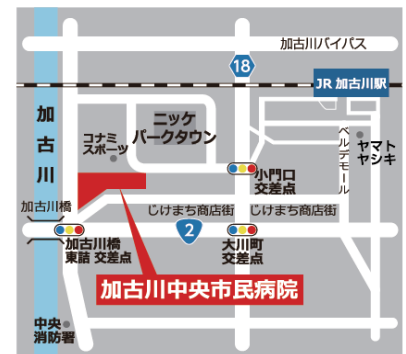 加古川バイパス
18
JR 加古川駅
加古川
ニッケ
パークタウン
コナミ
スポーツ
ベルデモール
ヤマト
ヤシキ
小門口
交差点
加古川橋
じけまち商店街
じけまち商店街
2
加古川橋
東詰 交差点
大川町
交差点
加古川中央市民病院
中央
消防署